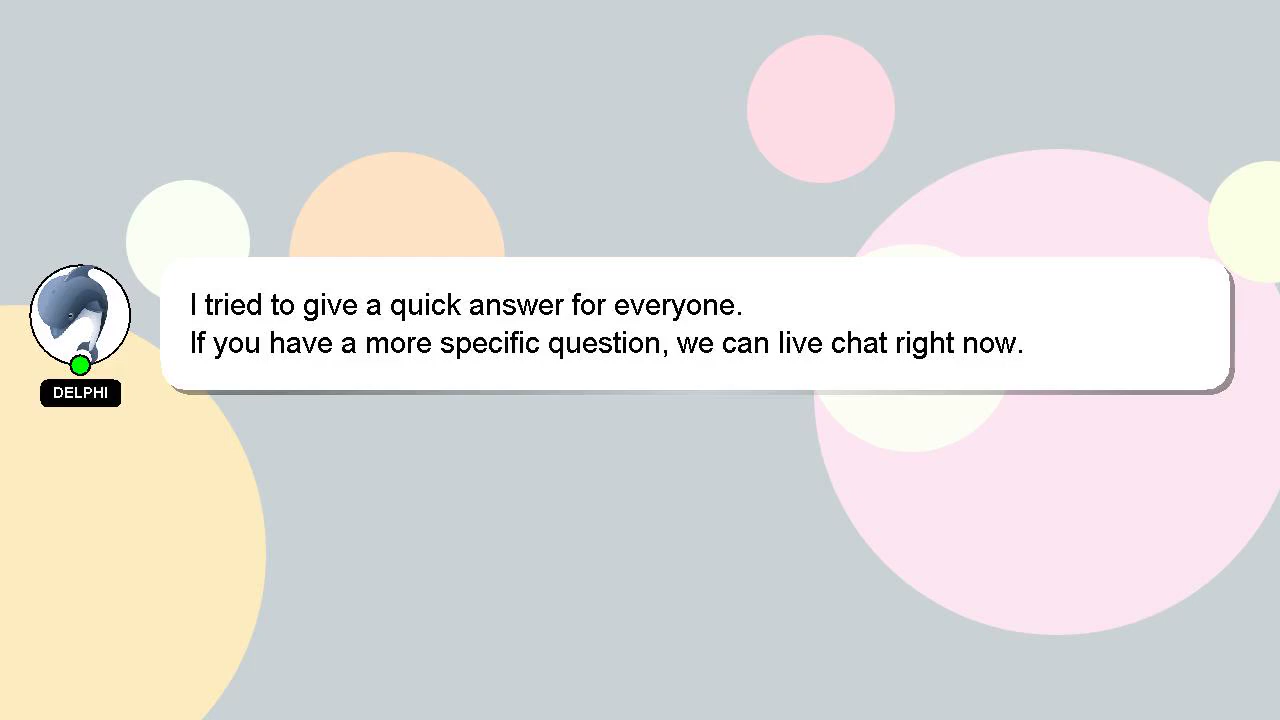 I tried to give a quick answer for everyone.
If you have a more specific question, we can live chat right now.
DELPHI